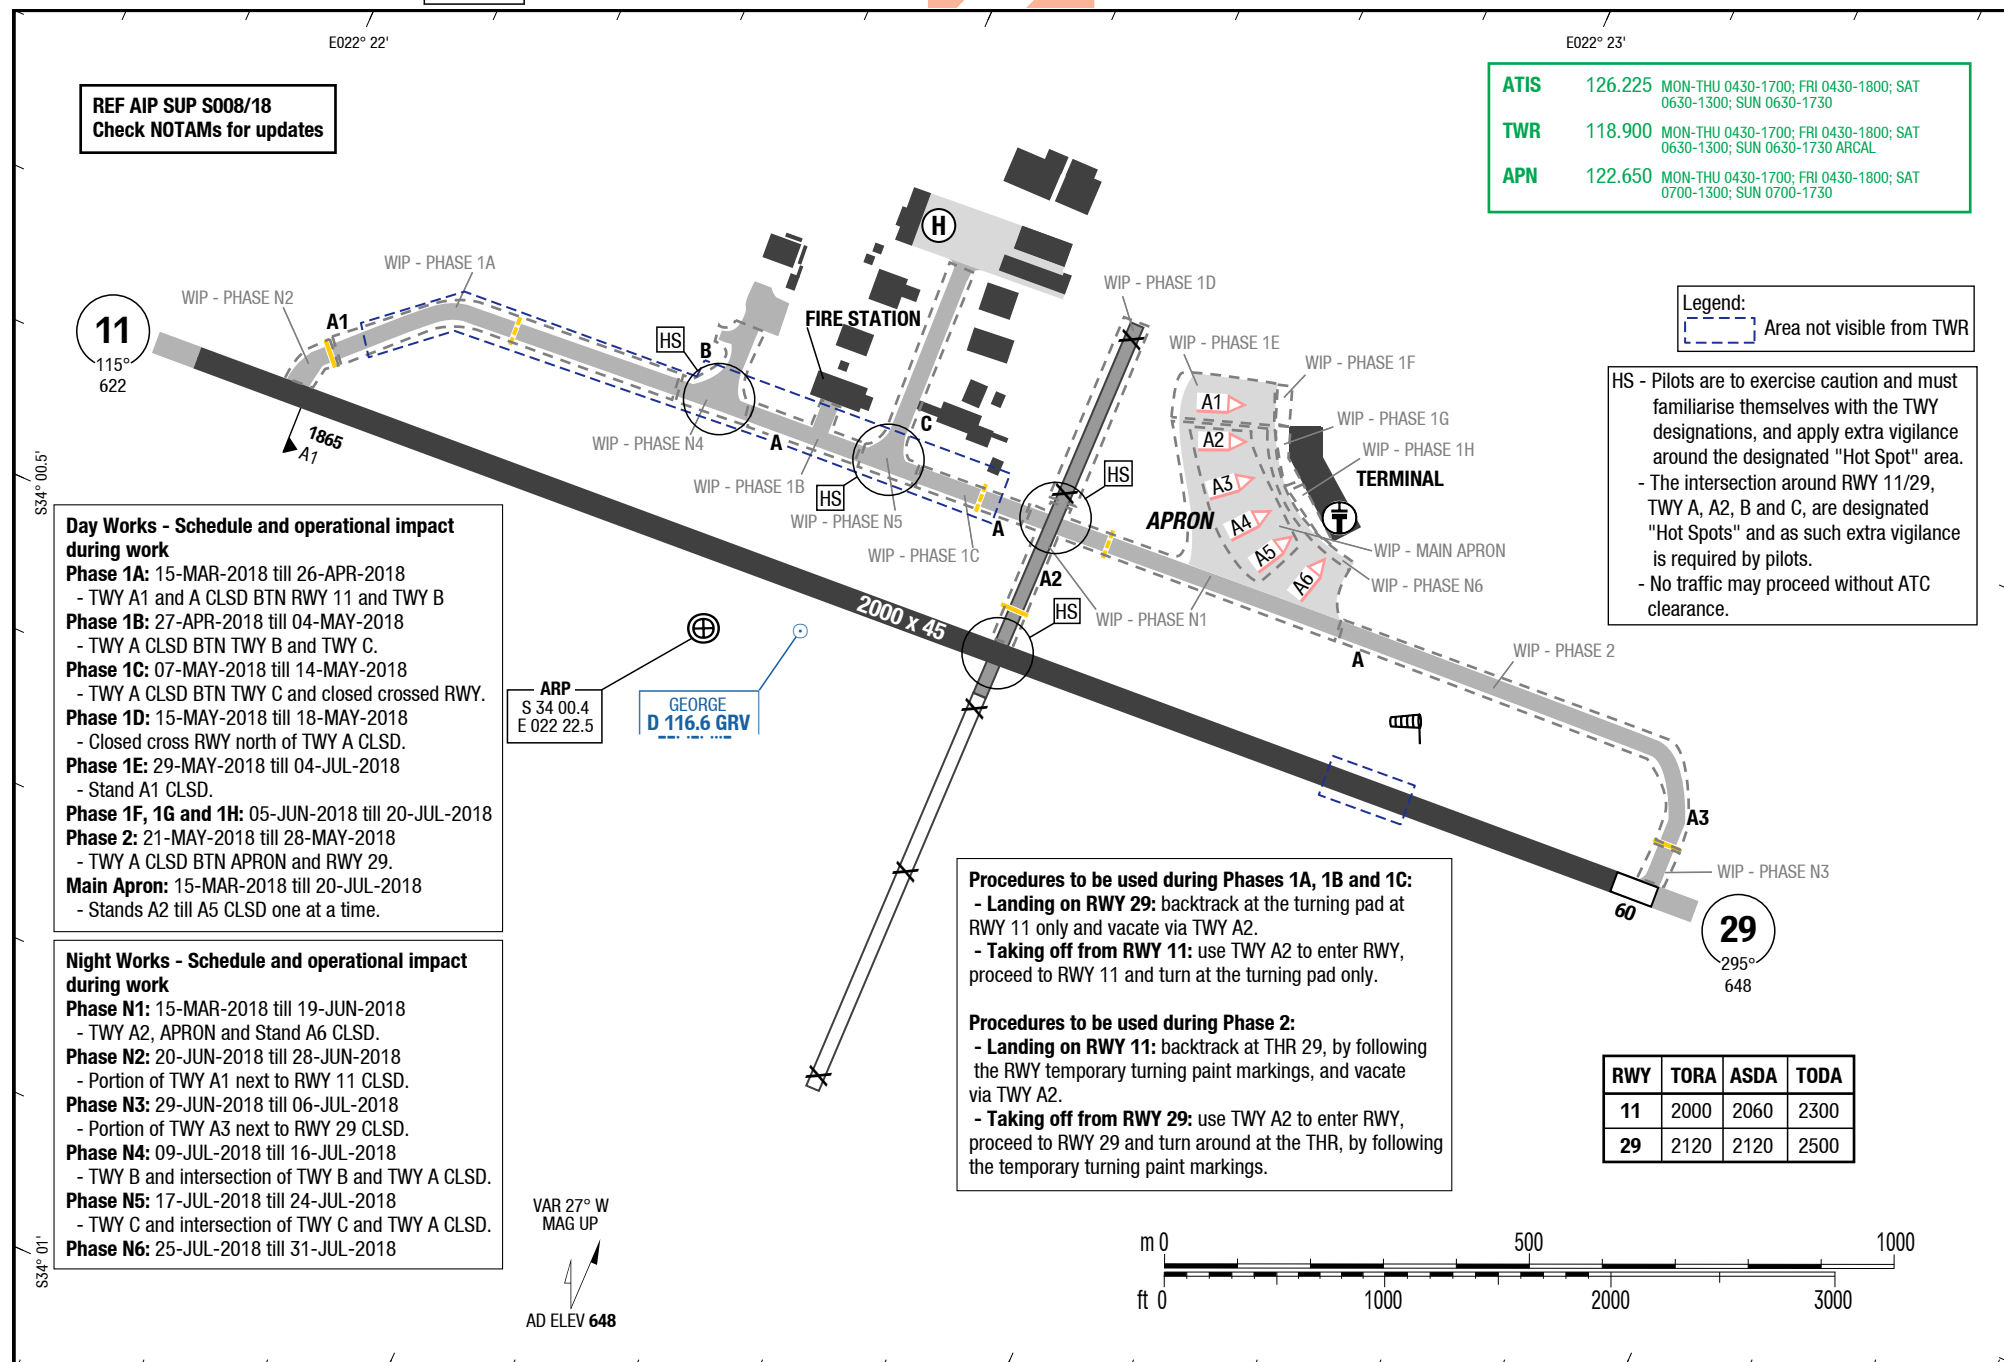 E022° 22'
E022° 23'
REF AIP SUP S008/18
Check NOTAMs for updates
ATIS 126.225 MON-THU 0430-1700; FRI 0430-1800; SAT
0630-1300; SUN 0630-1730
TWR 118.900 MON-THU 0430-1700; FRI 0430-1800; SAT
0630-1300; SUN 0630-1730 ARCAL
APN 122.650 MON-THU 0430-1700; FRI 0430-1800; SAT
0700-1300; SUN 0700-1730
Legend:
Area not visible from TWR
HS - Pilots are to exercise caution and must
familiarise themselves with the TWY
designations, and apply extra vigilance
around the designated "Hot Spot" area.
- The intersection around RWY 11/29,
TWY A, A2, B and C, are designated
"Hot Spots" and as such extra vigilance
is required by pilots.
- No traffic may proceed without ATC
clearance.
11
115°
622
WIP - PHASE N2
WIP - PHASE 1A
A1
1865
A1
HS
B
FIRE STATION
H
C
WIP - PHASE N4
A
WIP - PHASE 1B
HS
WIP - PHASE N5
WIP - PHASE 1C
A
WIP - PHASE 1D
HS
A2
HS
WIP - PHASE N1
WIP - PHASE 1E
WIP - PHASE 1F
WIP - PHASE 1G
WIP - PHASE 1H
TERMINAL
T
APRON
A1
A2
A3
A4
A5
A6
WIP - MAIN APRON
WIP - PHASE N6
A
WIP - PHASE 2
A3
WIP - PHASE N3
2000 x 45
60
29
295°
648
S34° 00.5'
S34° 01'
ARP
S 34 00.4
E 022 22.5
GEORGE
D 116.6 GRV
Day Works - Schedule and operational impact
during work
Phase 1A: 15-MAR-2018 till 26-APR-2018
- TWY A1 and A CLSD BTN RWY 11 and TWY B
Phase 1B: 27-APR-2018 till 04-MAY-2018
- TWY A CLSD BTN TWY B and TWY C.
Phase 1C: 07-MAY-2018 till 14-MAY-2018
- TWY A CLSD BTN TWY C and closed crossed RWY.
Phase 1D: 15-MAY-2018 till 18-MAY-2018
- Closed cross RWY north of TWY A CLSD.
Phase 1E: 29-MAY-2018 till 04-JUL-2018
- Stand A1 CLSD.
Phase 1F, 1G and 1H: 05-JUN-2018 till 20-JUL-2018
Phase 2: 21-MAY-2018 till 28-MAY-2018
- TWY A CLSD BTN APRON and RWY 29.
Main Apron: 15-MAR-2018 till 20-JUL-2018
- Stands A2 till A5 CLSD one at a time.
Night Works - Schedule and operational impact
during work
Phase N1: 15-MAR-2018 till 19-JUN-2018
- TWY A2, APRON and Stand A6 CLSD.
Phase N2: 20-JUN-2018 till 28-JUN-2018
- Portion of TWY A1 next to RWY 11 CLSD.
Phase N3: 29-JUN-2018 till 06-JUL-2018
- Portion of TWY A3 next to RWY 29 CLSD.
Phase N4: 09-JUL-2018 till 16-JUL-2018
- TWY B and intersection of TWY B and TWY A CLSD.
Phase N5: 17-JUL-2018 till 24-JUL-2018
- TWY C and intersection of TWY C and TWY A CLSD.
Phase N6: 25-JUL-2018 till 31-JUL-2018
Procedures to be used during Phases 1A, 1B and 1C:
- Landing on RWY 29: backtrack at the turning pad at
RWY 11 only and vacate via TWY A2.
- Taking off from RWY 11: use TWY A2 to enter RWY,
proceed to RWY 11 and turn at the turning pad only.
Procedures to be used during Phase 2:
- Landing on RWY 11: backtrack at THR 29, by following
the RWY temporary turning paint markings, and vacate
via TWY A2.
- Taking off from RWY 29: use TWY A2 to enter RWY,
proceed to RWY 29 and turn around at the THR, by following
the temporary turning paint markings.
RWY TORA ASDA TODA
11 2000 2060 2300
29 2120 2120 2500
VAR 27° W
MAG UP
AD ELEV 648
m 0 500 1000
ft 0 1000 2000 3000